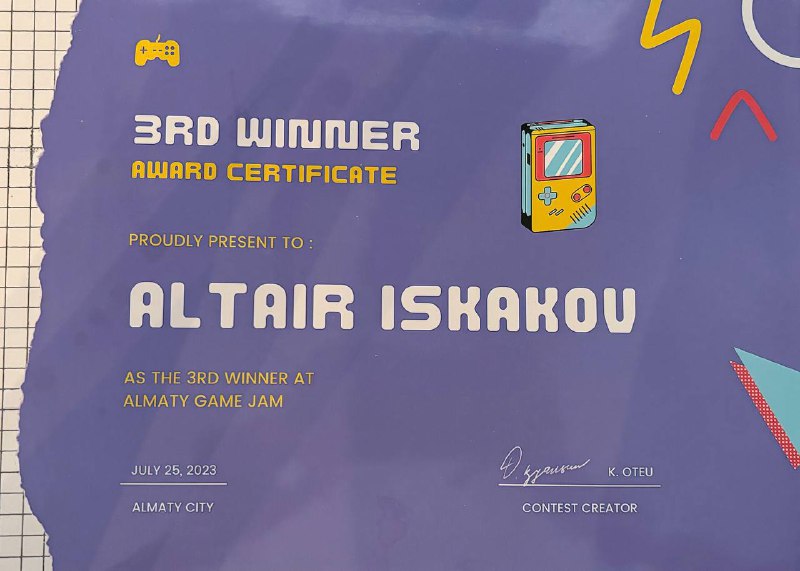 3RD WINNER
AWARD CERTIFICATE
PROUDLY PRESENT TO :
ALTAIR ISKAKOV
AS THE 3RD WINNER AT
ALMATY GAME JAM
JULY 25, 2023
K. OTEU
ALMATY CITY
CONTEST CREATOR